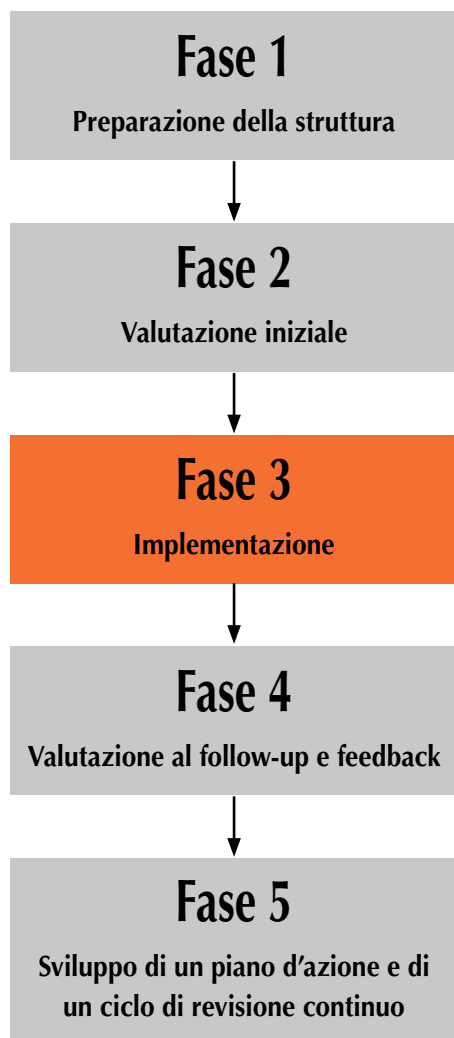 Fase 1
Preparazione della struttura
Fase 2
Valutazione iniziale
Fase 3
Implementazione
Fase 4
Valutazione al follow-up e feedback
Fase 5
Sviluppo di un piano d’azione e di
un ciclo di revisione continuo